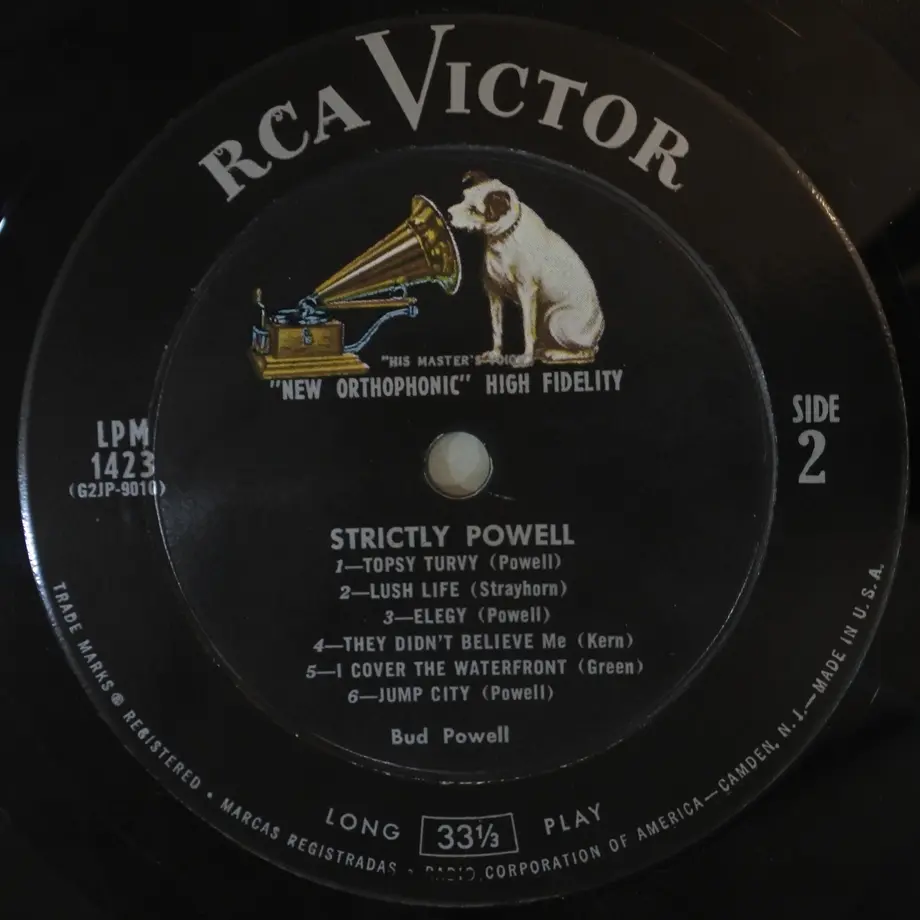 RCA VICTOR
"HIS MASTER'S VOICE"
"NEW ORTHOPHONIC" HIGH FIDELITY
LPM
1423
(G2JP-9010)
SIDE
2
STRICTLY POWELL
1—TOPSY TURVY (Powell)
2—LUSH LIFE (Strayhorn)
3—ELEGY (Powell)
4—THEY DIDN'T BELIEVE Me (Kern)
5—I COVER THE WATERFRONT (Green)
6—JUMP CITY (Powell)
Bud Powell
LONG 33⅓ PLAY
TRADE MARKS ® REGISTERED • MARCAS REGISTRADAS • RADIO CORPORATION OF AMERICA—CAMDEN, N. J.—MADE IN U. S. A.